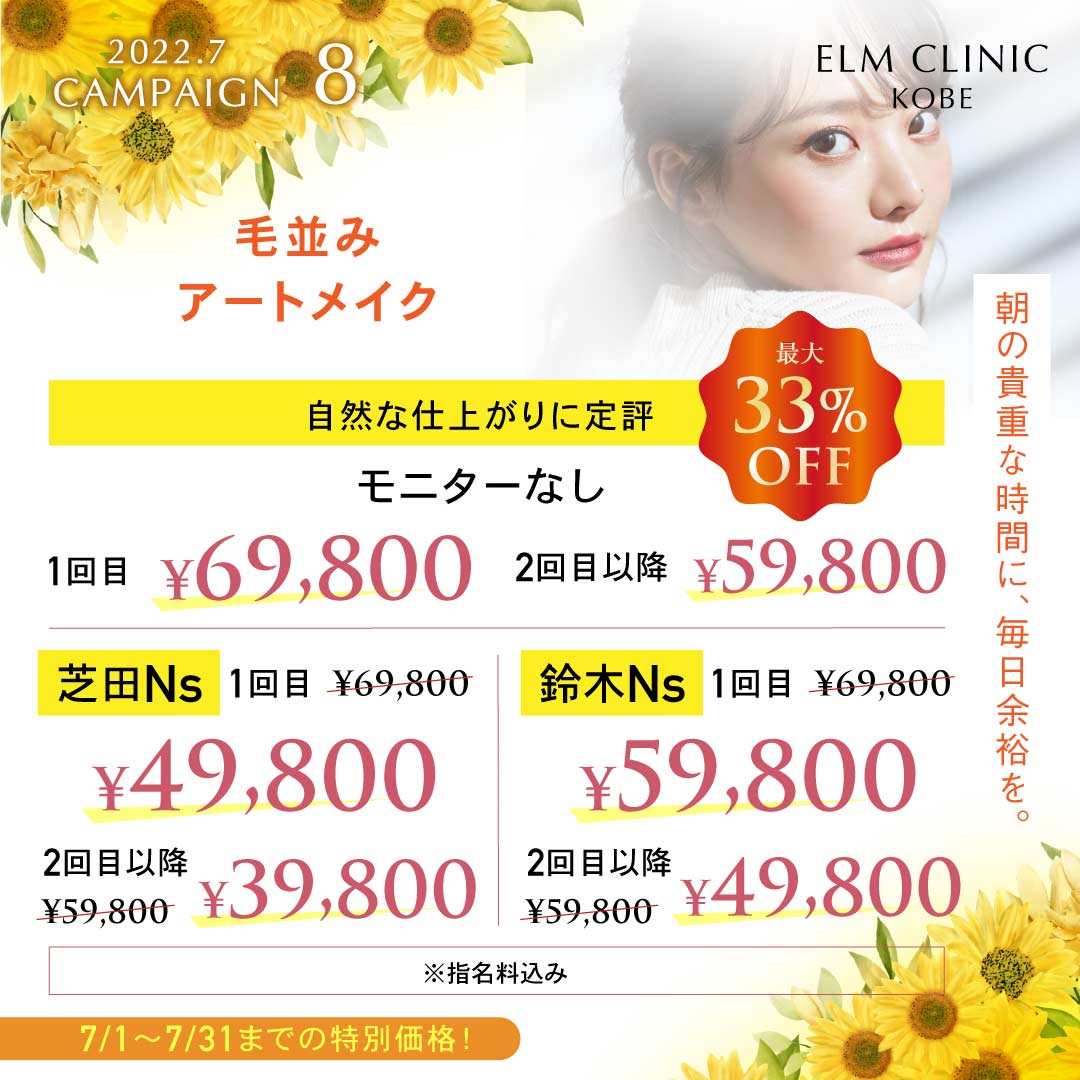 2022.7
CAMPAIGN 8
ELM CLINIC
KOBE
毛並み
アートメイク
最大
33%
OFF
自然な仕上がりに定評
モニターなし
1回目 ¥69,800 2回目以降 ¥59,800
朝の貴重な時間に、毎日余裕を。
芝田Ns 1回目 ¥69,800
¥49,800
2回目以降
¥59,800 ¥39,800
鈴木Ns 1回目 ¥69,800
¥59,800
2回目以降
¥59,800 ¥49,800
※指名料込み
7/1〜7/31までの特別価格！